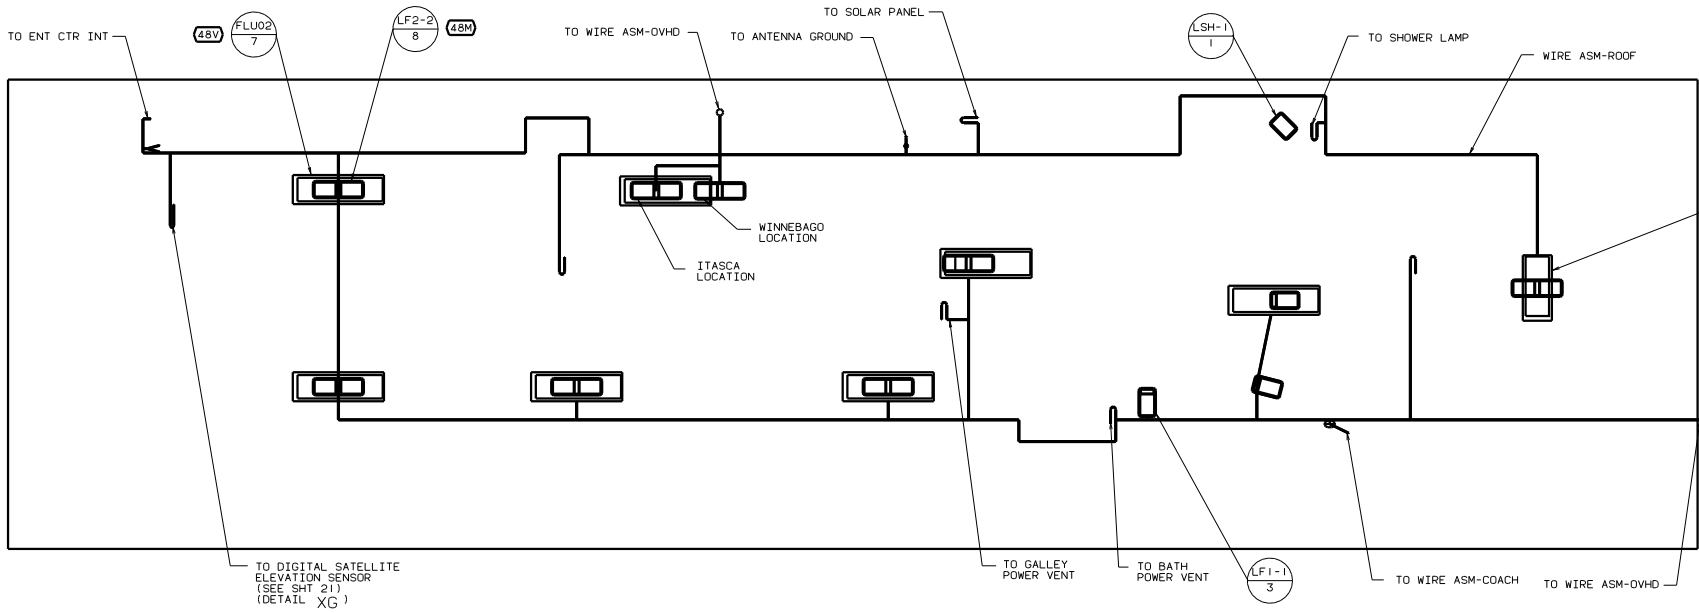 TO ENT CTR INT
48V
FLU02
7
LF2-2
8
48M
TO WIRE ASM-OVHD
TO SOLAR PANEL
TO ANTENNA GROUND
LSH-1
1
TO SHOWER LAMP
WIRE ASM-ROOF
WINNEBAGO
LOCATION
ITASCA
LOCATION
TO DIGITAL SATELLITE
ELEVATION SENSOR
(SEE SHT 21)
(DETAIL XG )
TO GALLEY
POWER VENT
TO BATH
POWER VENT
LF1-1
3
TO WIRE ASM-COACH
TO WIRE ASM-OVHD